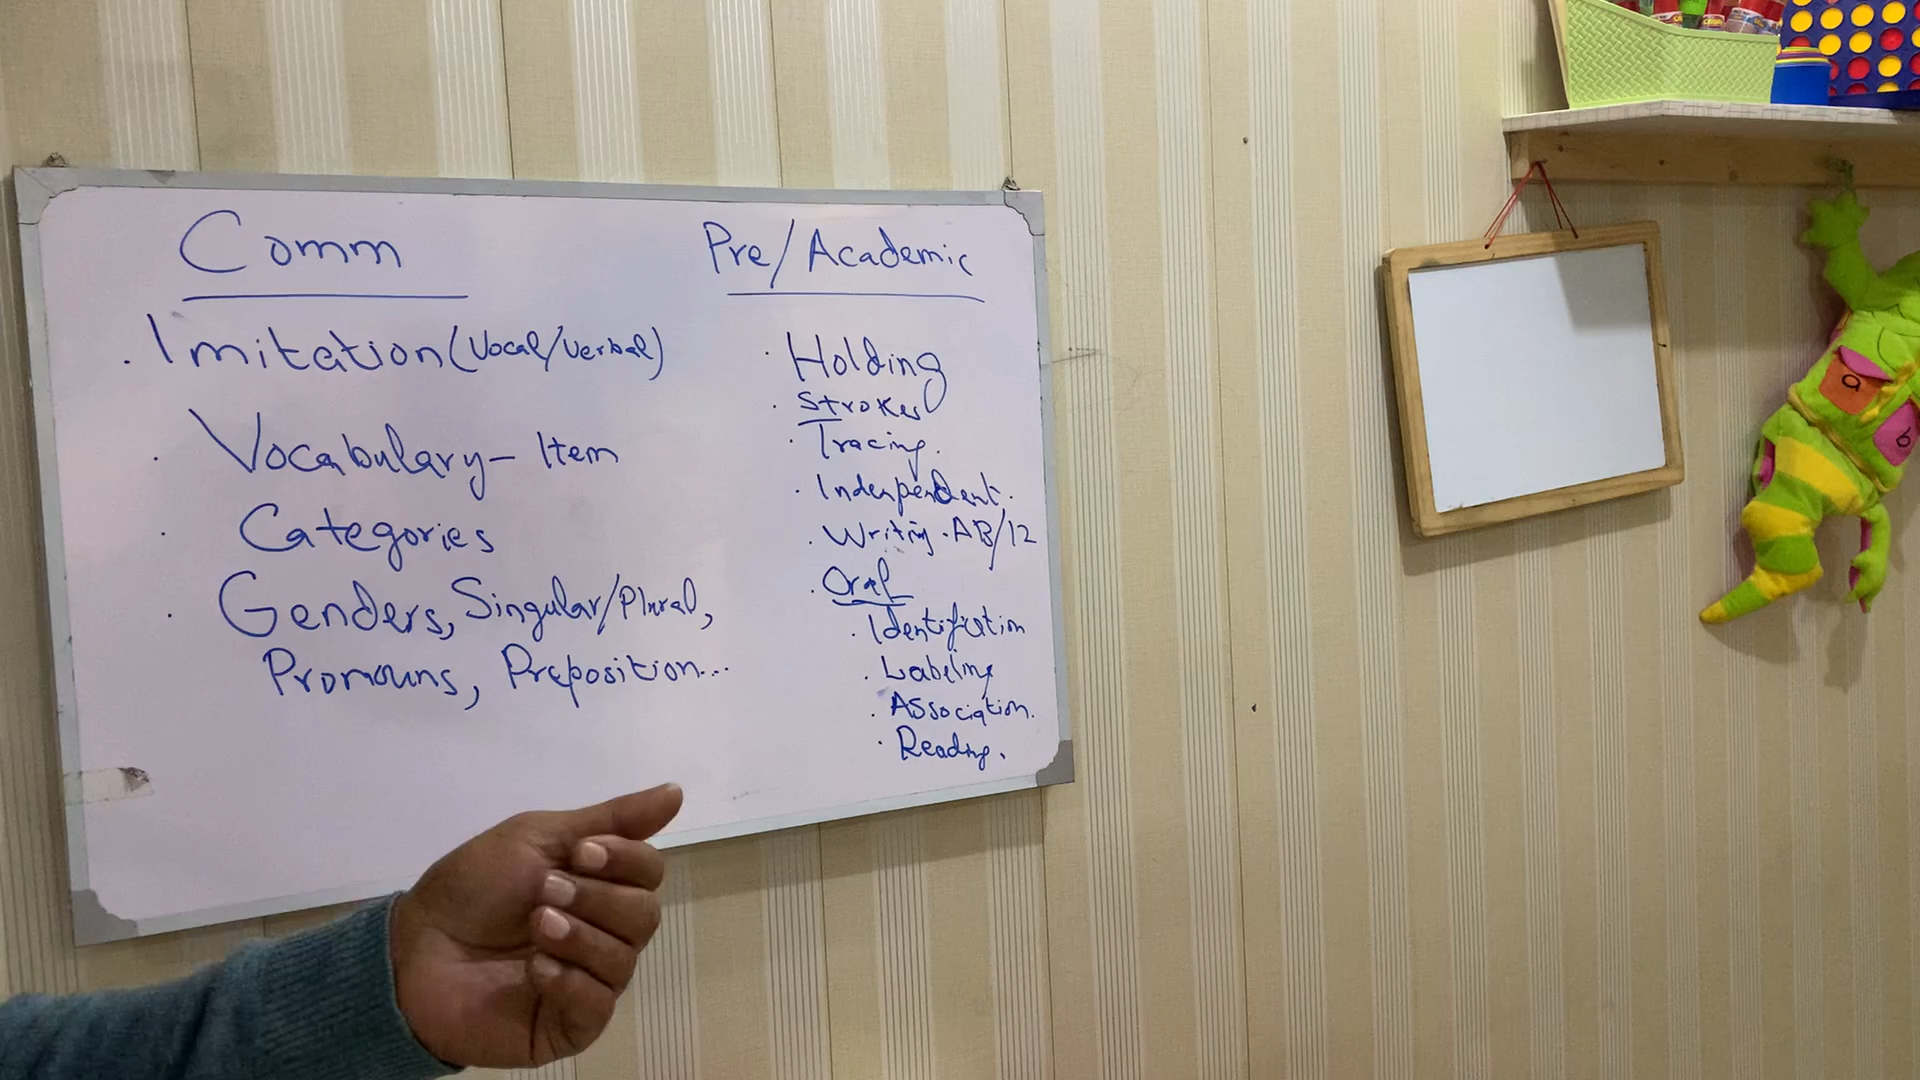 Comm
. Imitation (Vocal/Verbal)
. Vocabulary - Item
. Categories
. Genders, Singular/Plural,
Pronouns, Preposition...
Pre/Academic
. Holding
. Strokes
. Tracing.
. Independent.
. Writing. AB/12
. Oral
. Identifiction
. Labeling
. Association.
. Reading.
a
b